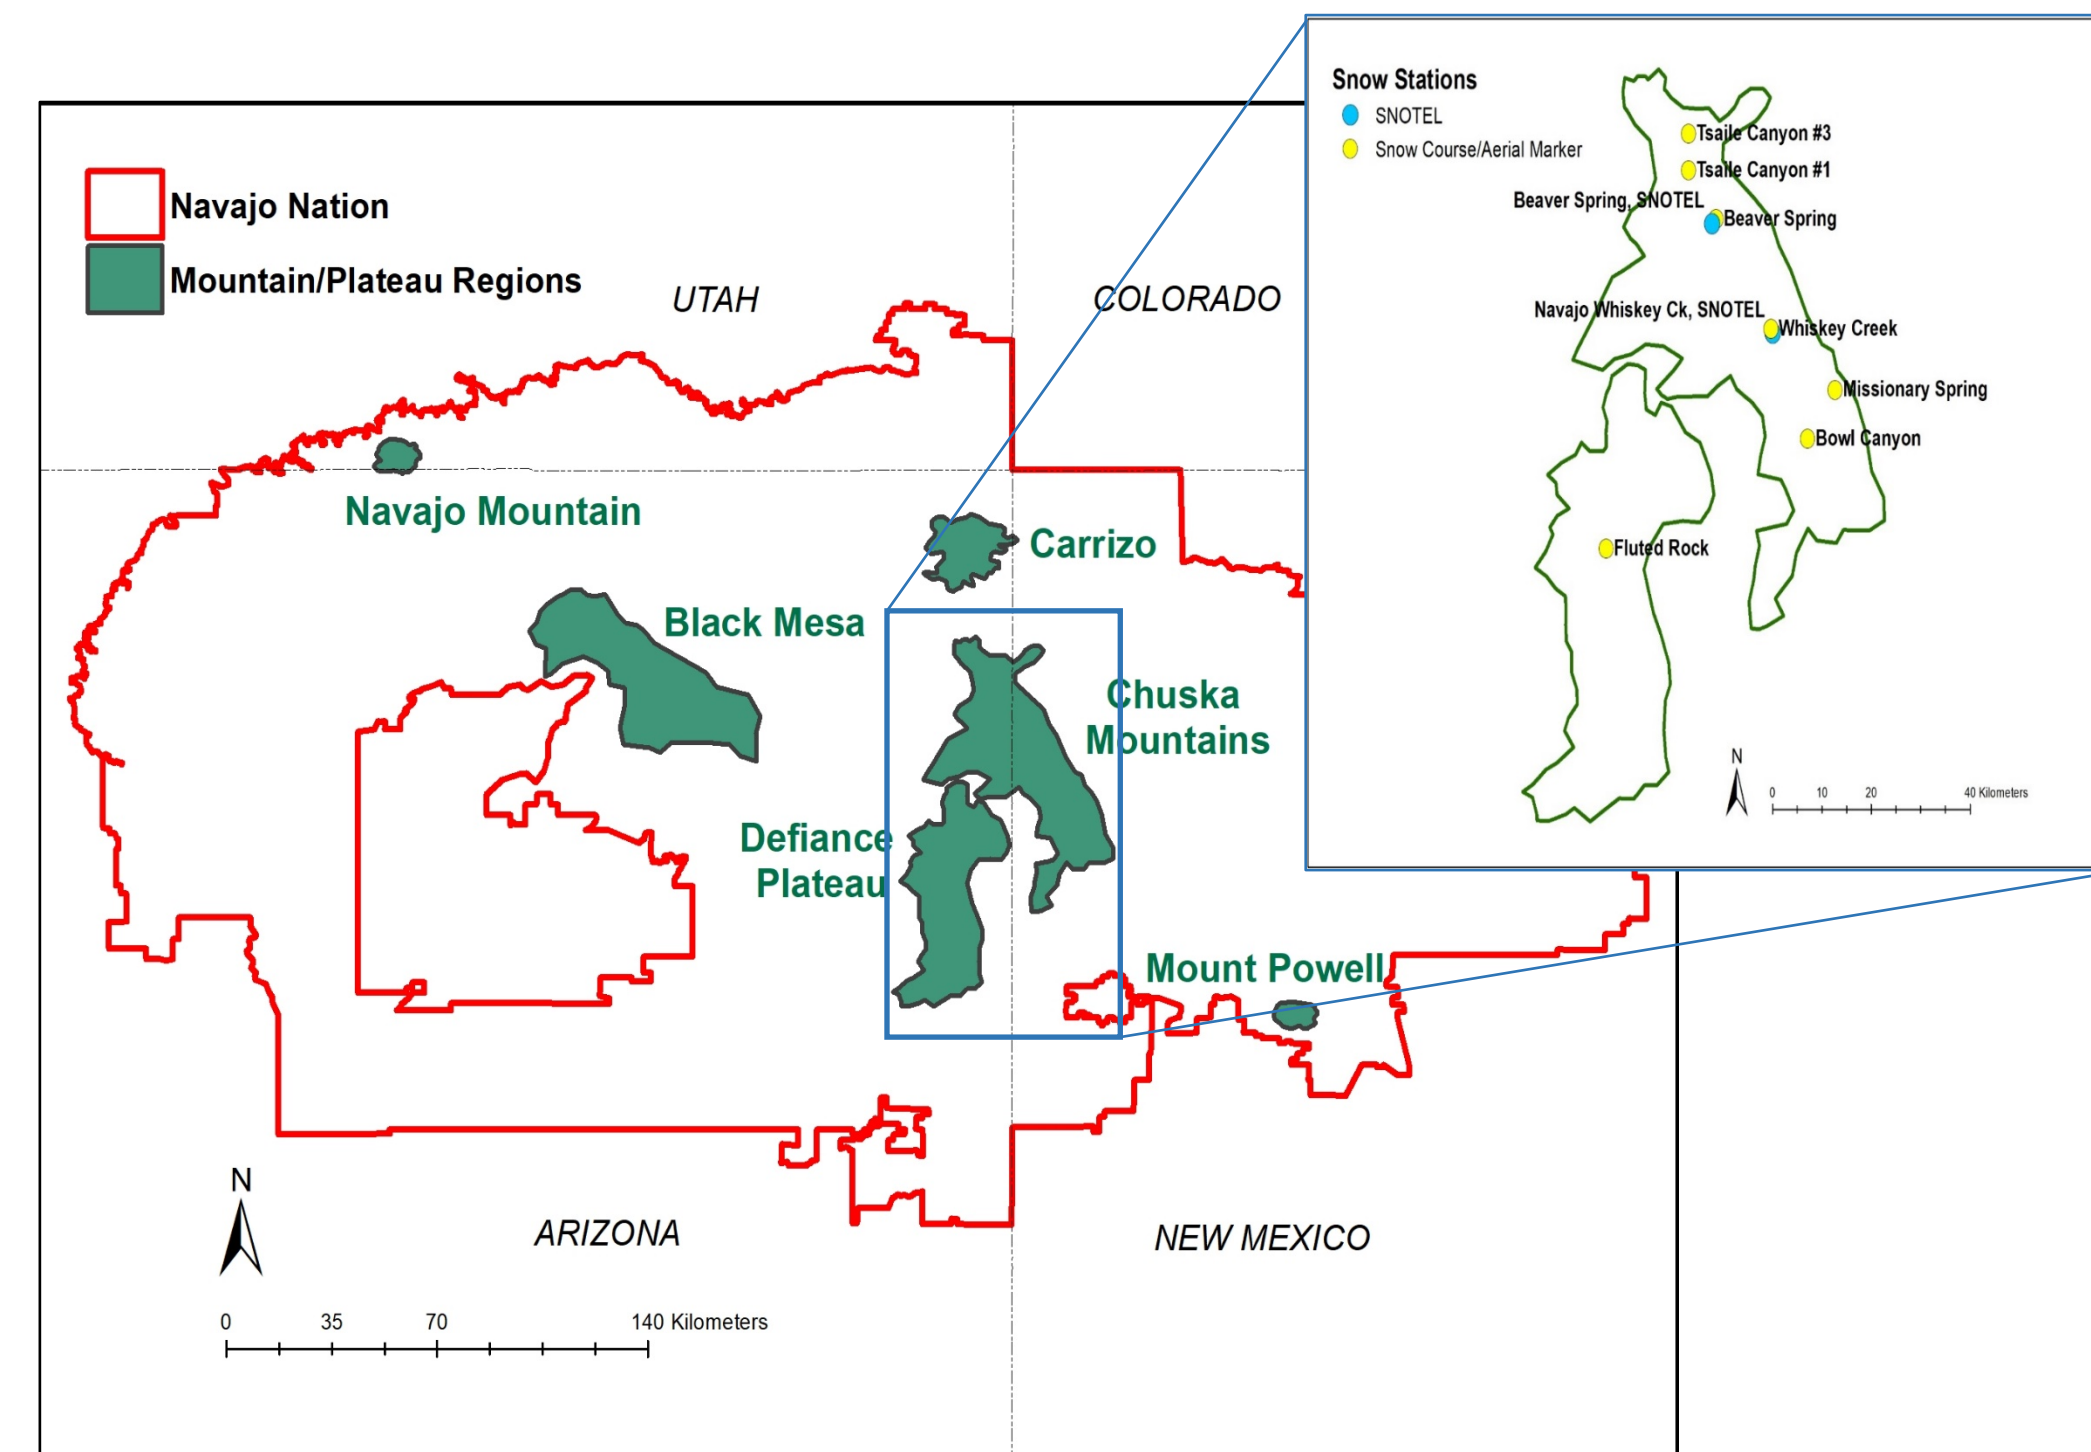 Navajo Nation
Mountain/Plateau Regions
UTAH
COLORADO
Navajo Mountain
Carrizo
Black Mesa
Chuska
Mountains
Defiance
Plateau
Mount Powell
ARIZONA
NEW MEXICO
N
0 35 70 140 Kilometers
Snow Stations
SNOTEL
Snow Course/Aerial Marker
Tsaile Canyon #3
Tsaile Canyon #1
Beaver Spring, SNOTEL
Beaver Spring
Navajo Whiskey Ck, SNOTEL
Whiskey Creek
Missionary Spring
Bowl Canyon
Fluted Rock
N
0 10 20 40 Kilometers